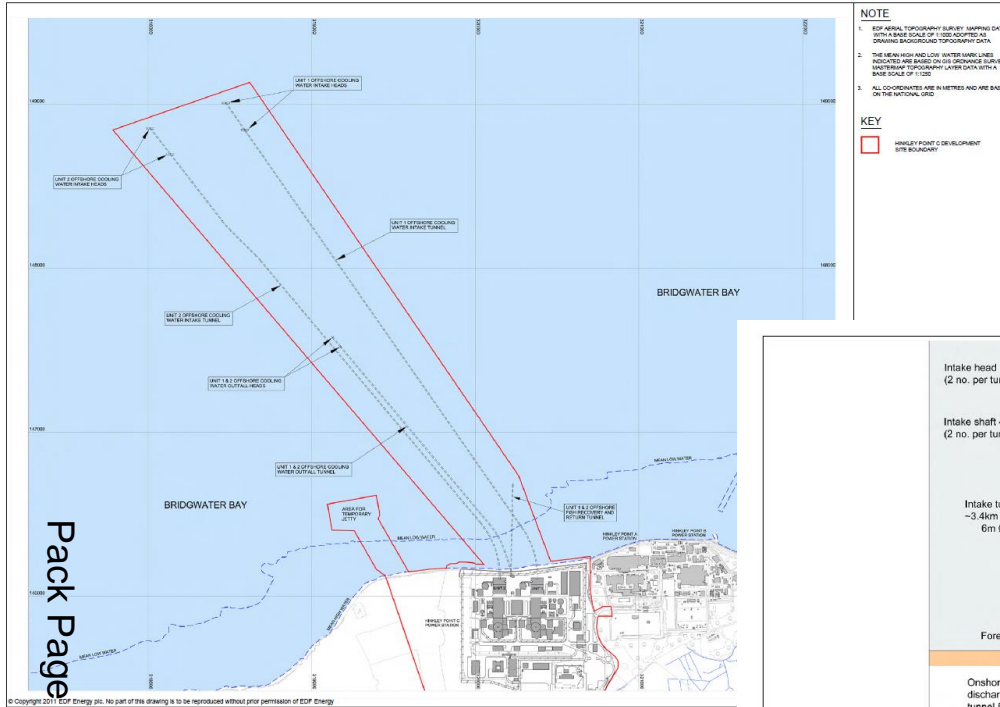 NOTE
1. EDF AERIAL TOPOGRAPHY SURVEY MAPPING DA
WITH A BASE SCALE OF 1:1000 ADOPTED AS
DRAWING BACKGROUND TOPOGRAPHY DATA
2. THE MEAN HIGH AND LOW WATER MARK LINES
INDICATED ARE BASED ON GIS ORDNANCE SURVE
MASTERMAP TOPOGRAPHY LAYER DATA WITH A
BASE SCALE OF 1:1250
3. ALL CO-ORDINATES ARE IN METRES AND ARE BAS
ON THE NATIONAL GRID
KEY
HINKLEY POINT C DEVELOPMENT
SITE BOUNDARY
UNIT 1 OFFSHORE COOLING
WATER INTAKE HEADS
UNIT 2 OFFSHORE COOLING
WATER INTAKE HEADS
UNIT 1 OFFSHORE COOLING
WATER INTAKE TUNNEL
BRIDGWATER BAY
UNIT 2 OFFSHORE COOLING
WATER INTAKE TUNNEL
UNIT 1 & 2 OFFSHORE COOLING
WATER OUTFALL HEADS
UNIT 1 & 2 OFFSHORE COOLING
WATER OUTFALL TUNNEL
MEAN LOW WATER
BRIDGWATER BAY
AREA FOR
TEMPORARY
JETTY
UNIT 1 & 2 OFFSHORE
FISH RECOVERY AND
RETURN TUNNEL
MEAN LOW WATER
HINKLEY POINT A
POWER STATION
HINKLEY POINT B
POWER STATION
HINKLEY POINT C
POWER STATION
MEAN LOW WATER
Pack Page
© Copyright 2011 EDF Energy plc. No part of this drawing is to be reproduced without prior permission of EDF Energy
Intake head
(2 no. per tu
Intake shaft
(2 no. per tu
Intake tu
~3.4km
6m
Fore
Onshor
dischar